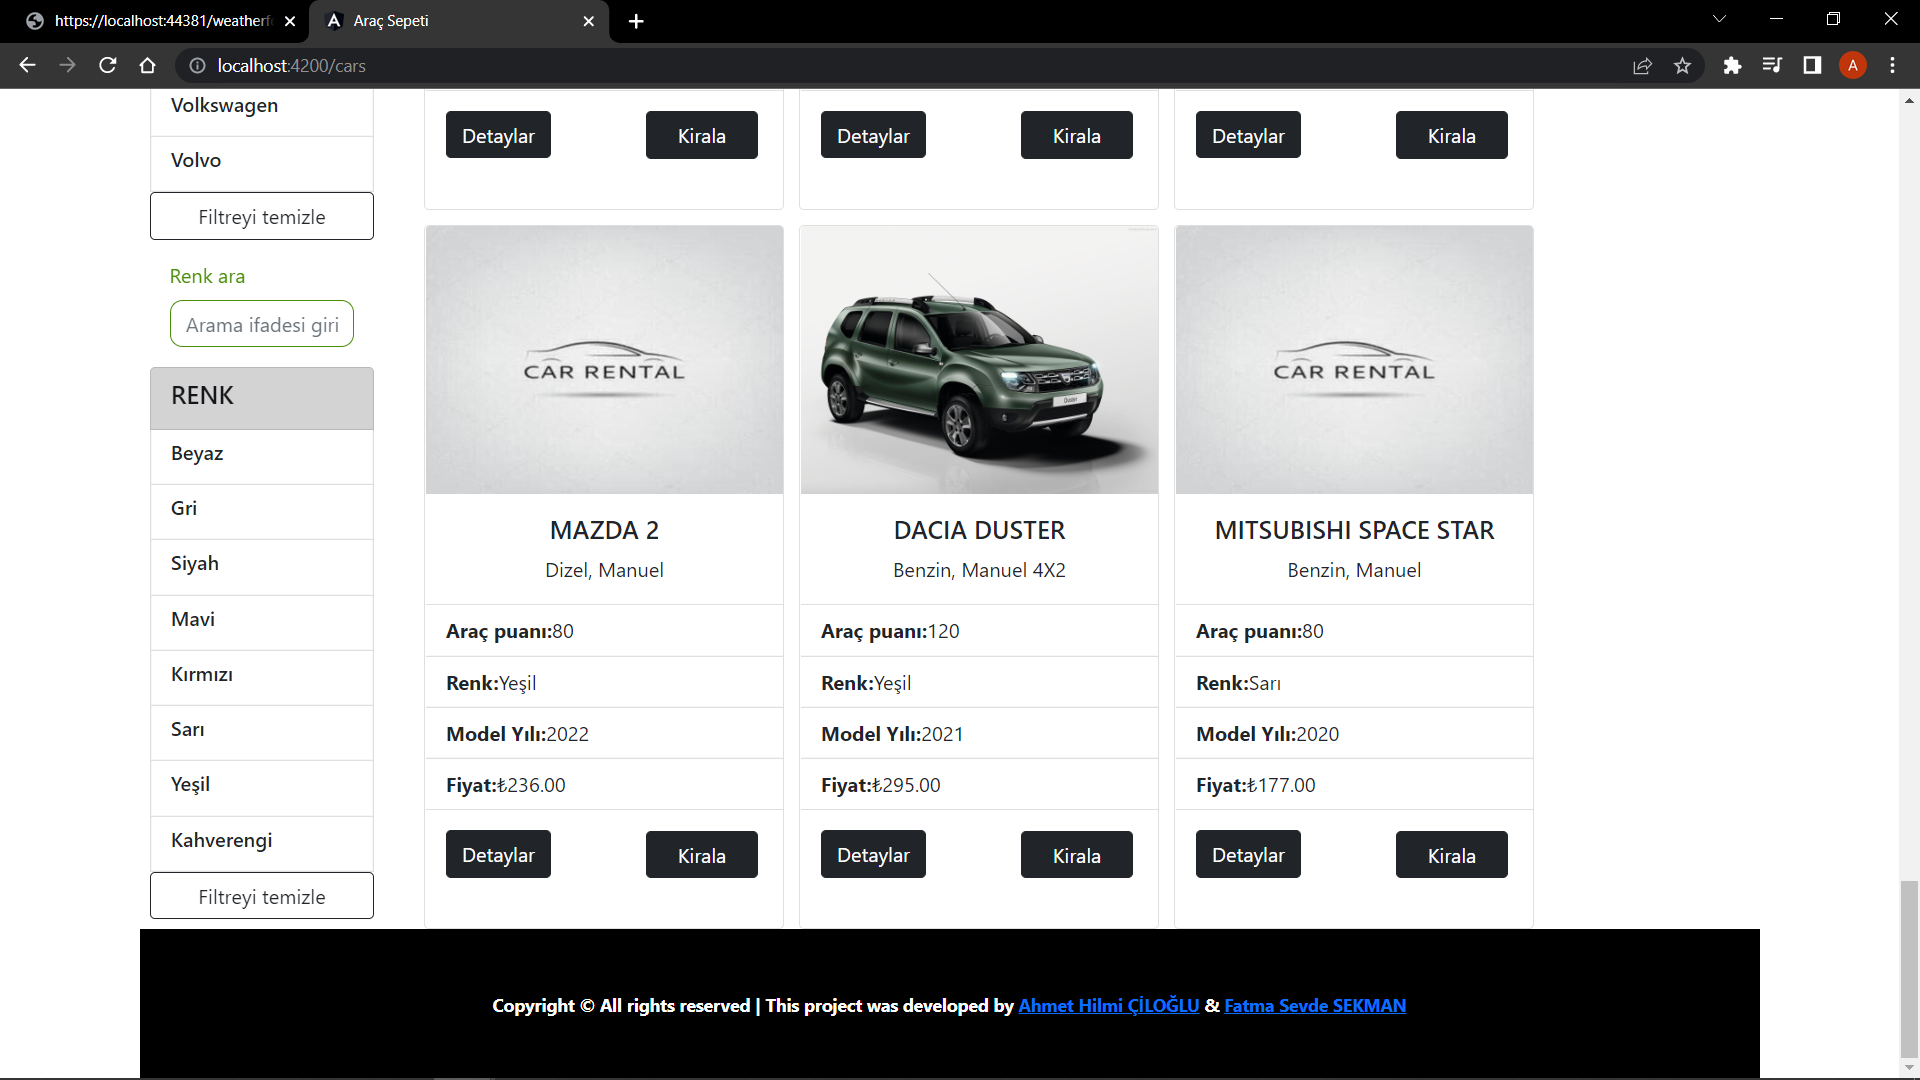 https://localhost:44381/weatherf
Araç Sepeti
localhost:4200/cars
A
Volkswagen
Volvo
Filtreyi temizle
Renk ara
Arama ifadesi giri
RENK
Beyaz
Gri
Siyah
Mavi
Kırmızı
Sarı
Yeşil
Kahverengi
Filtreyi temizle
Detaylar Kirala
Detaylar Kirala
Detaylar Kirala
CAR RENTAL
MAZDA 2
Dizel, Manuel
Araç puanı:80
Renk:Yeşil
Model Yılı:2022
Fiyat:₺236.00
Detaylar Kirala
Duster
DACIA DUSTER
Benzin, Manuel 4X2
Araç puanı:120
Renk:Yeşil
Model Yılı:2021
Fiyat:₺295.00
Detaylar Kirala
CAR RENTAL
MITSUBISHI SPACE STAR
Benzin, Manuel
Araç puanı:80
Renk:Sarı
Model Yılı:2020
Fiyat:₺177.00
Detaylar Kirala
Copyright © All rights reserved | This project was developed by Ahmet Hilmi ÇİLOĞLU & Fatma Sevde SEKMAN